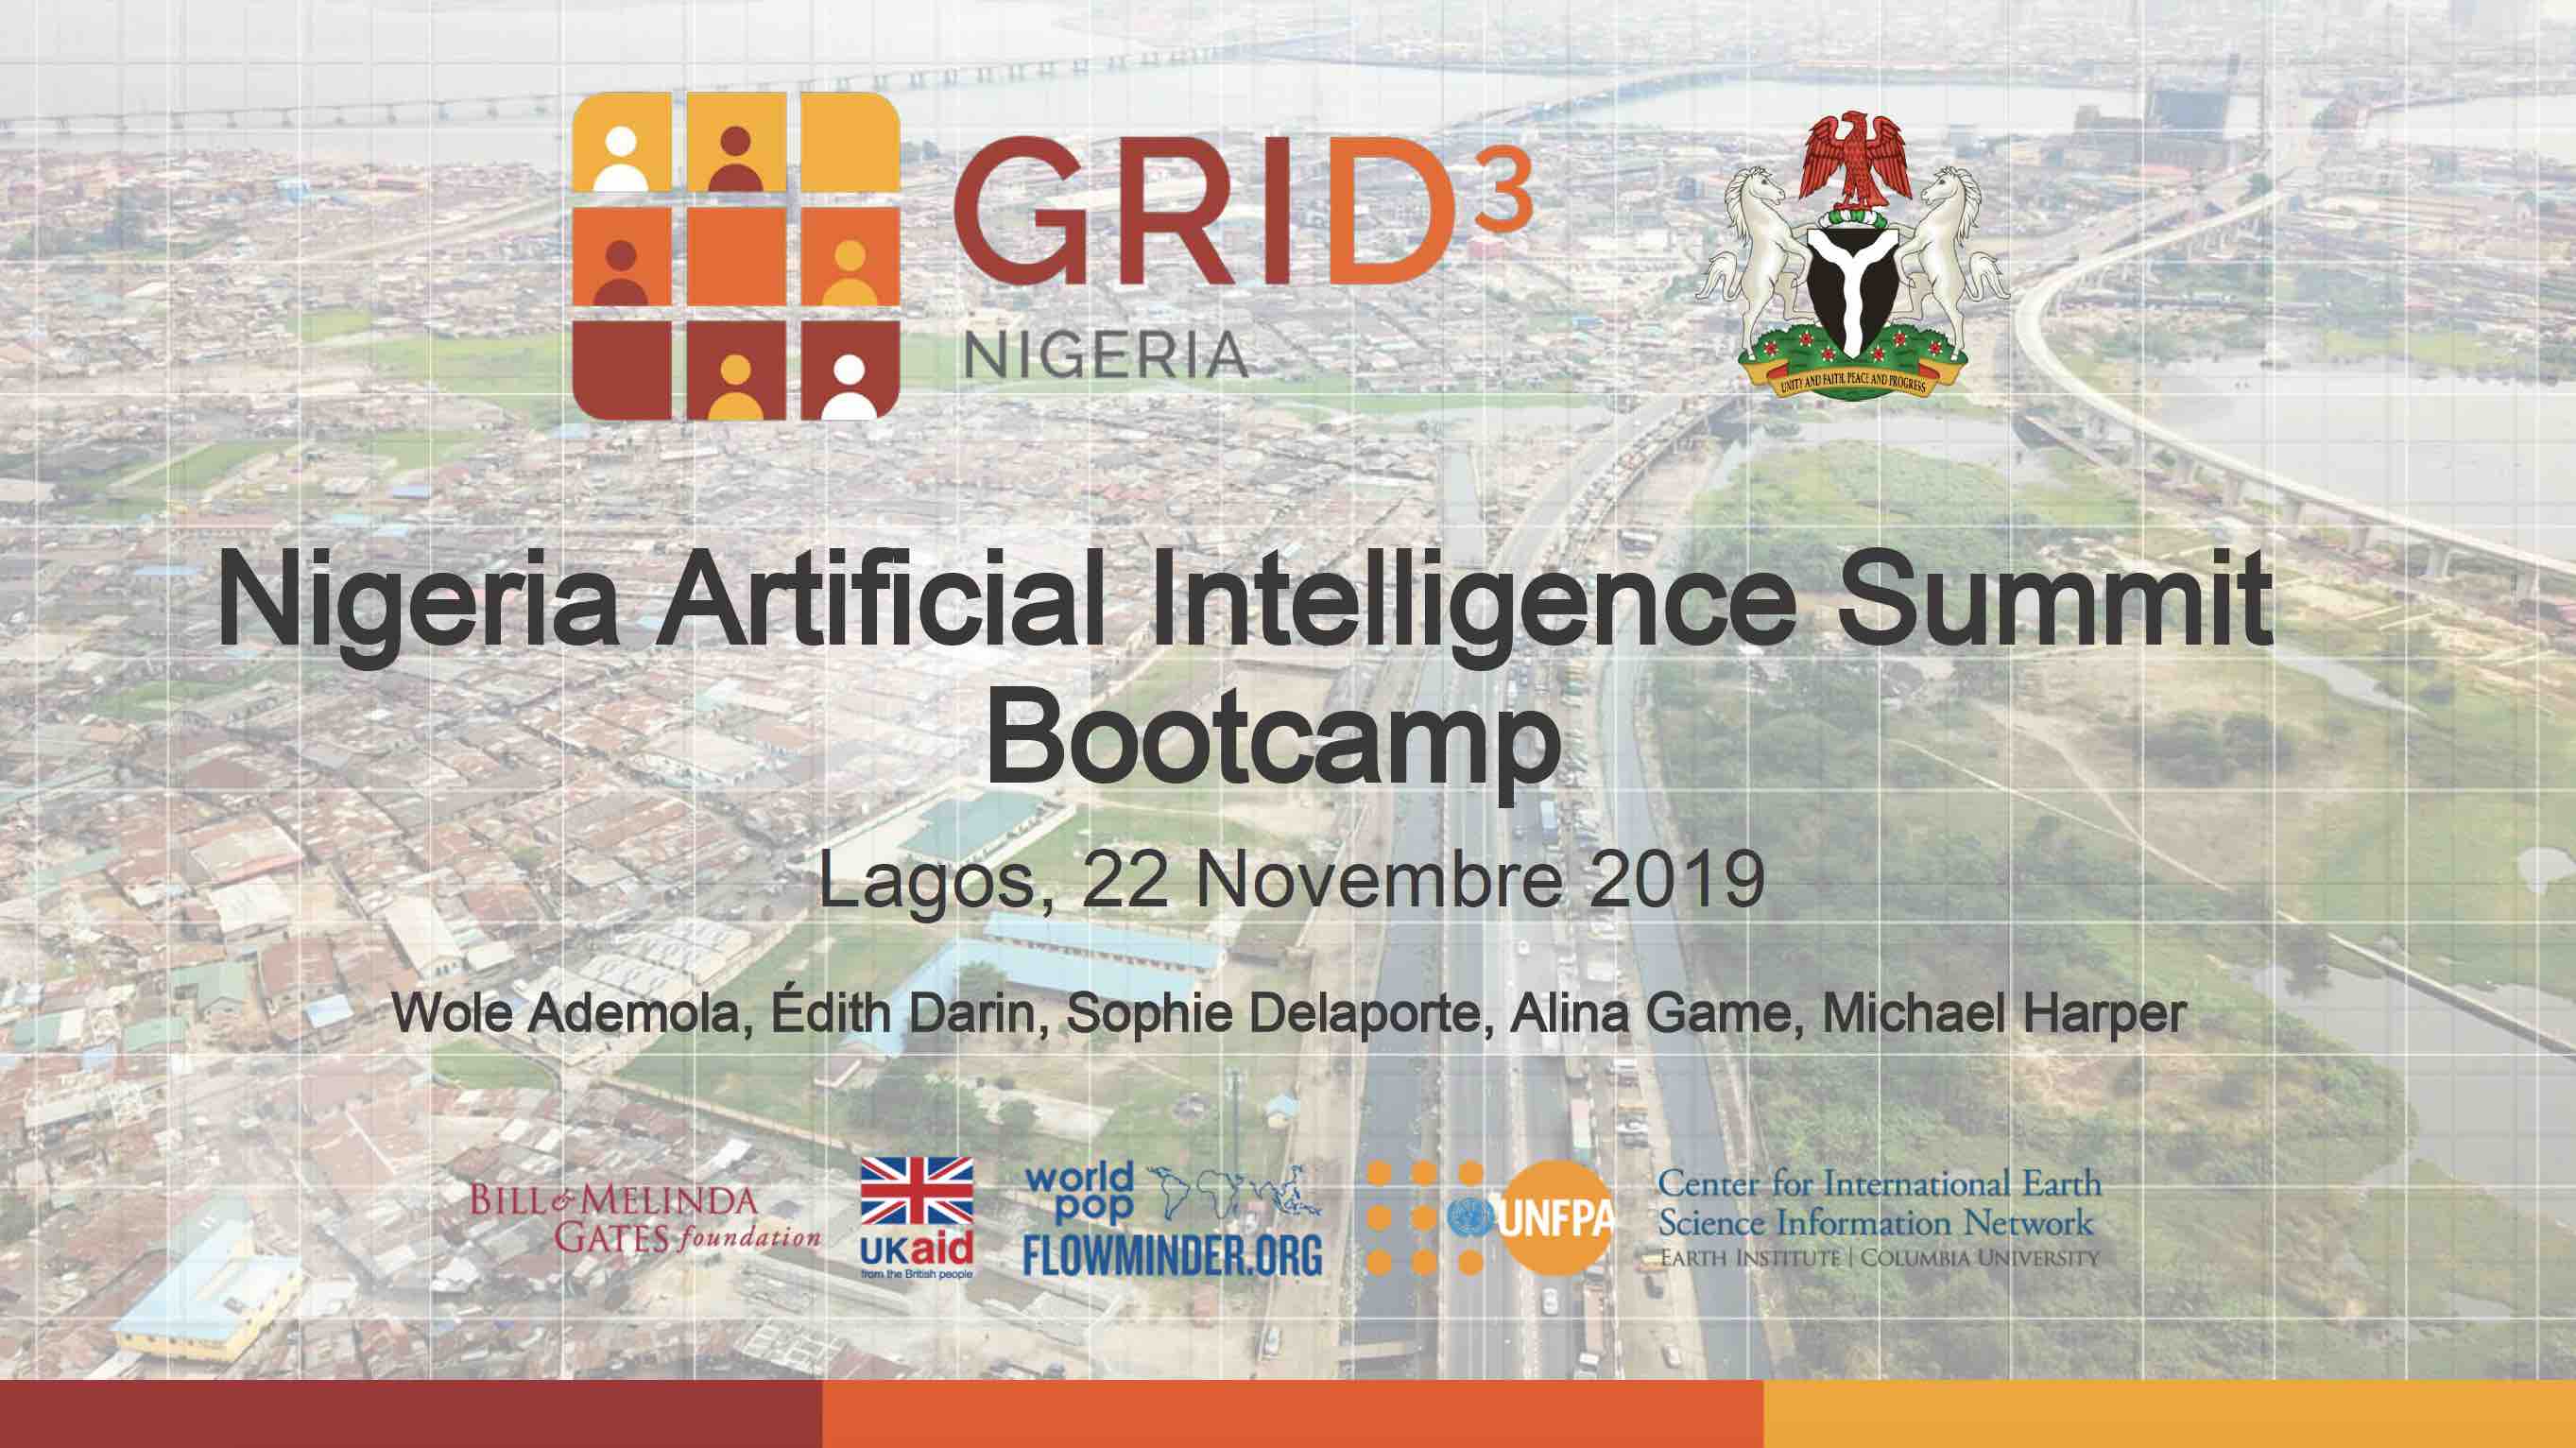 GRID³
NIGERIA
UNITY AND FAITH, PEACE AND PROGRESS
Nigeria Artificial Intelligence Summit
Bootcamp
Lagos, 22 Novembre 2019
Wole Ademola, Édith Darin, Sophie Delaporte, Alina Game, Michael Harper
BILL & MELINDA
GATES foundation
UKaid
from the British people
world
pop
FLOWMINDER.ORG
UNFPA
Center for International Earth
Science Information Network
EARTH INSTITUTE | COLUMBIA UNIVERSITY